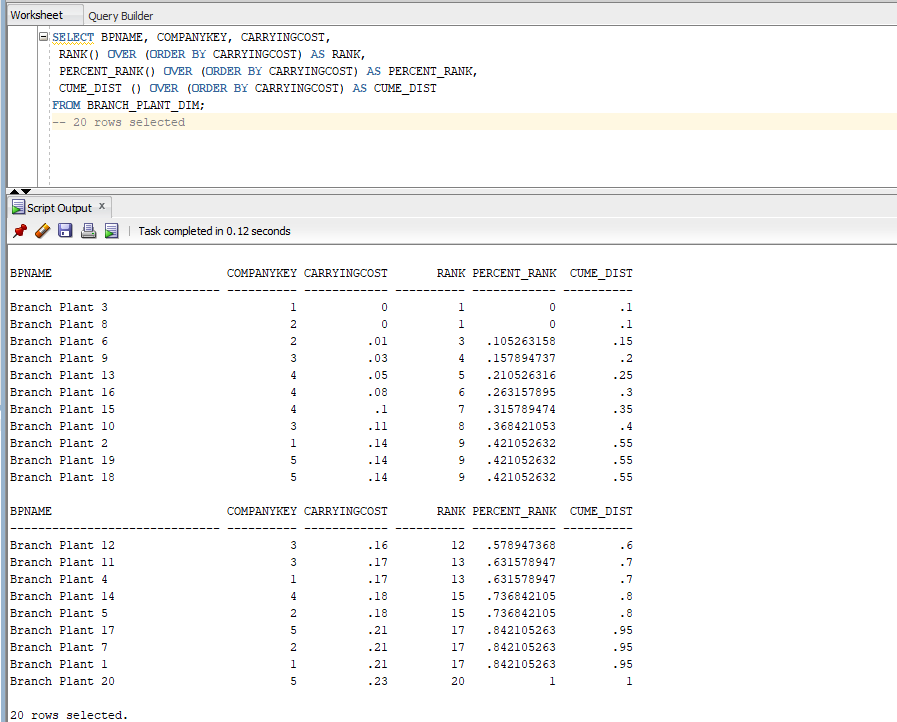 Worksheet Query Builder
SELECT BPNAME, COMPANYKEY, CARRYINGCOST,
RANK() OVER (ORDER BY CARRYINGCOST) AS RANK,
PERCENT_RANK() OVER (ORDER BY CARRYINGCOST) AS PERCENT_RANK,
CUME_DIST () OVER (ORDER BY CARRYINGCOST) AS CUME_DIST
FROM BRANCH_PLANT_DIM;
-- 20 rows selected
Script Output x
Task completed in 0.12 seconds
BPNAME COMPANYKEY CARRYINGCOST RANK PERCENT_RANK CUME_DIST
------------------------------ ---------- ------------ ---------- ------------ ----------
Branch Plant 3 1 0 1 0 .1
Branch Plant 8 2 0 1 0 .1
Branch Plant 6 2 .01 3 .105263158 .15
Branch Plant 9 3 .03 4 .157894737 .2
Branch Plant 13 4 .05 5 .210526316 .25
Branch Plant 16 4 .08 6 .263157895 .3
Branch Plant 15 4 .1 7 .315789474 .35
Branch Plant 10 3 .11 8 .368421053 .4
Branch Plant 2 1 .14 9 .421052632 .55
Branch Plant 19 5 .14 9 .421052632 .55
Branch Plant 18 5 .14 9 .421052632 .55
BPNAME COMPANYKEY CARRYINGCOST RANK PERCENT_RANK CUME_DIST
------------------------------ ---------- ------------ ---------- ------------ ----------
Branch Plant 12 3 .16 12 .578947368 .6
Branch Plant 11 3 .17 13 .631578947 .7
Branch Plant 4 1 .17 13 .631578947 .7
Branch Plant 14 4 .18 15 .736842105 .8
Branch Plant 5 2 .18 15 .736842105 .8
Branch Plant 17 5 .21 17 .842105263 .95
Branch Plant 7 2 .21 17 .842105263 .95
Branch Plant 1 1 .21 17 .842105263 .95
Branch Plant 20 5 .23 20 1 1
20 rows selected.